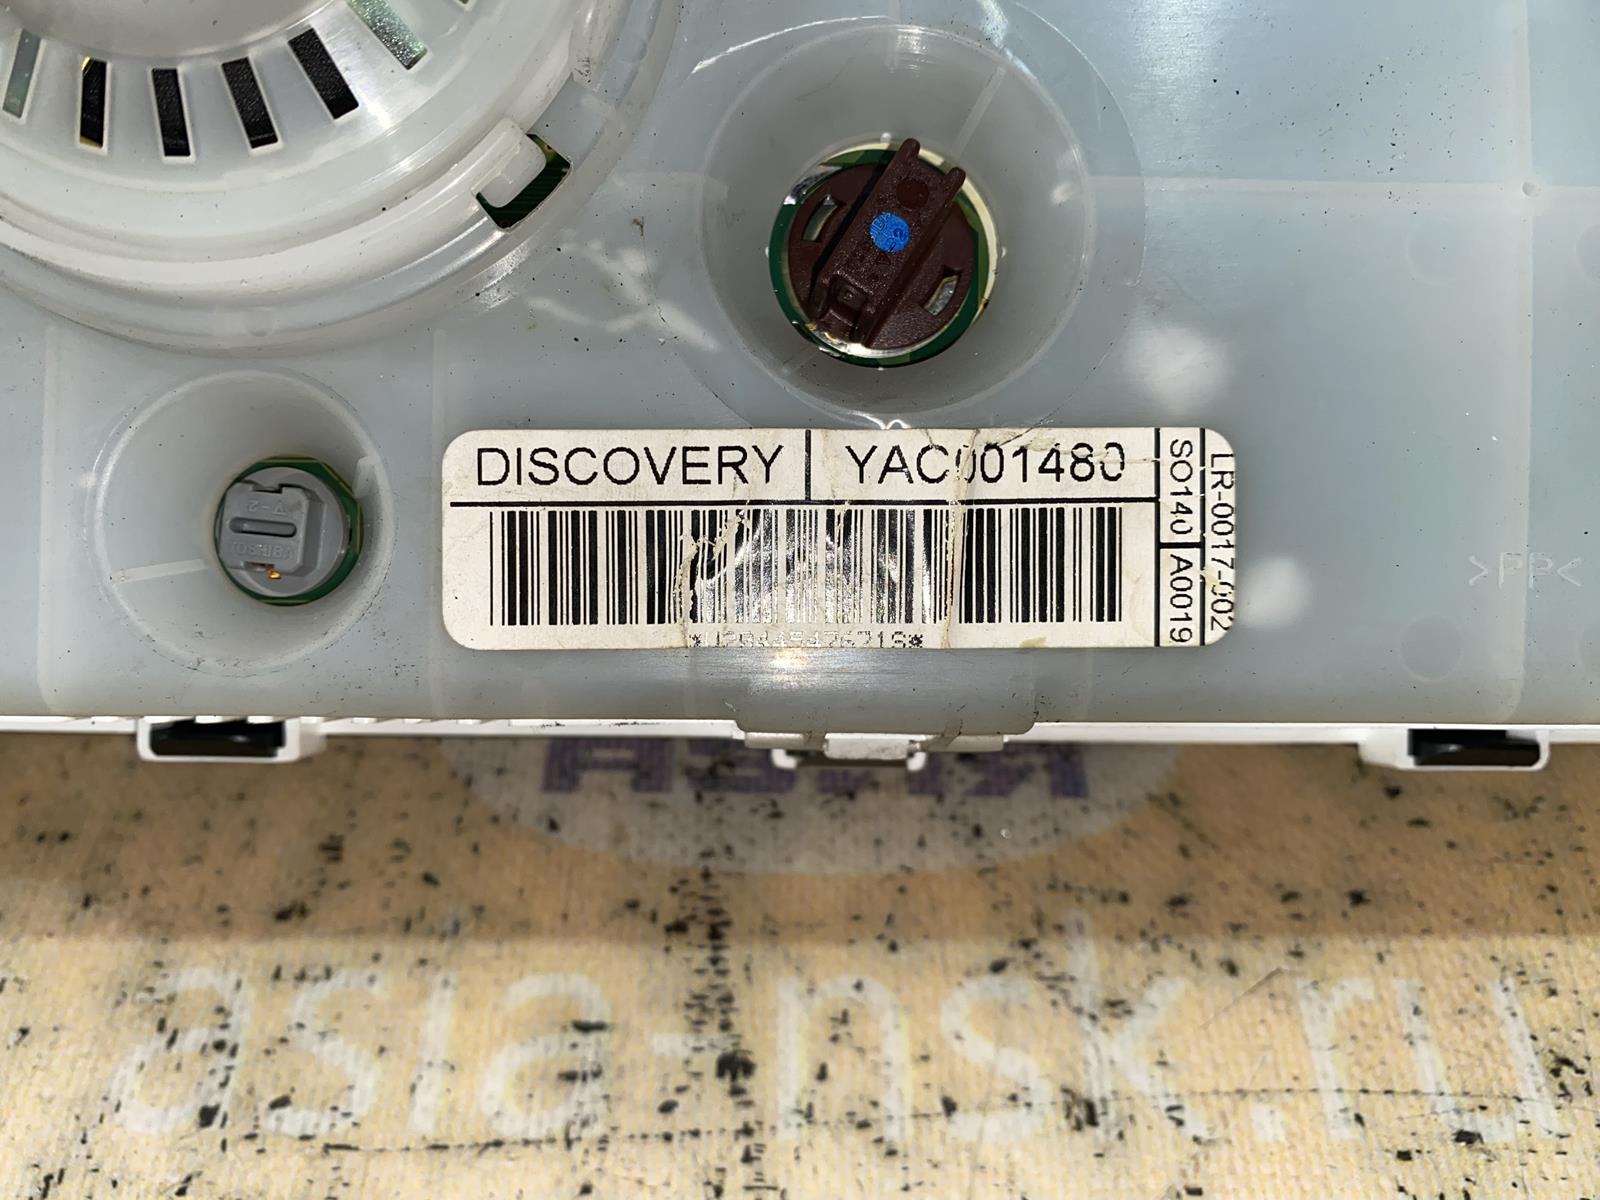 DISCOVERY YAC001480
SO140 A0019
LR-0017-002
TOSHIBA
>PP<
asia-nsk.ru